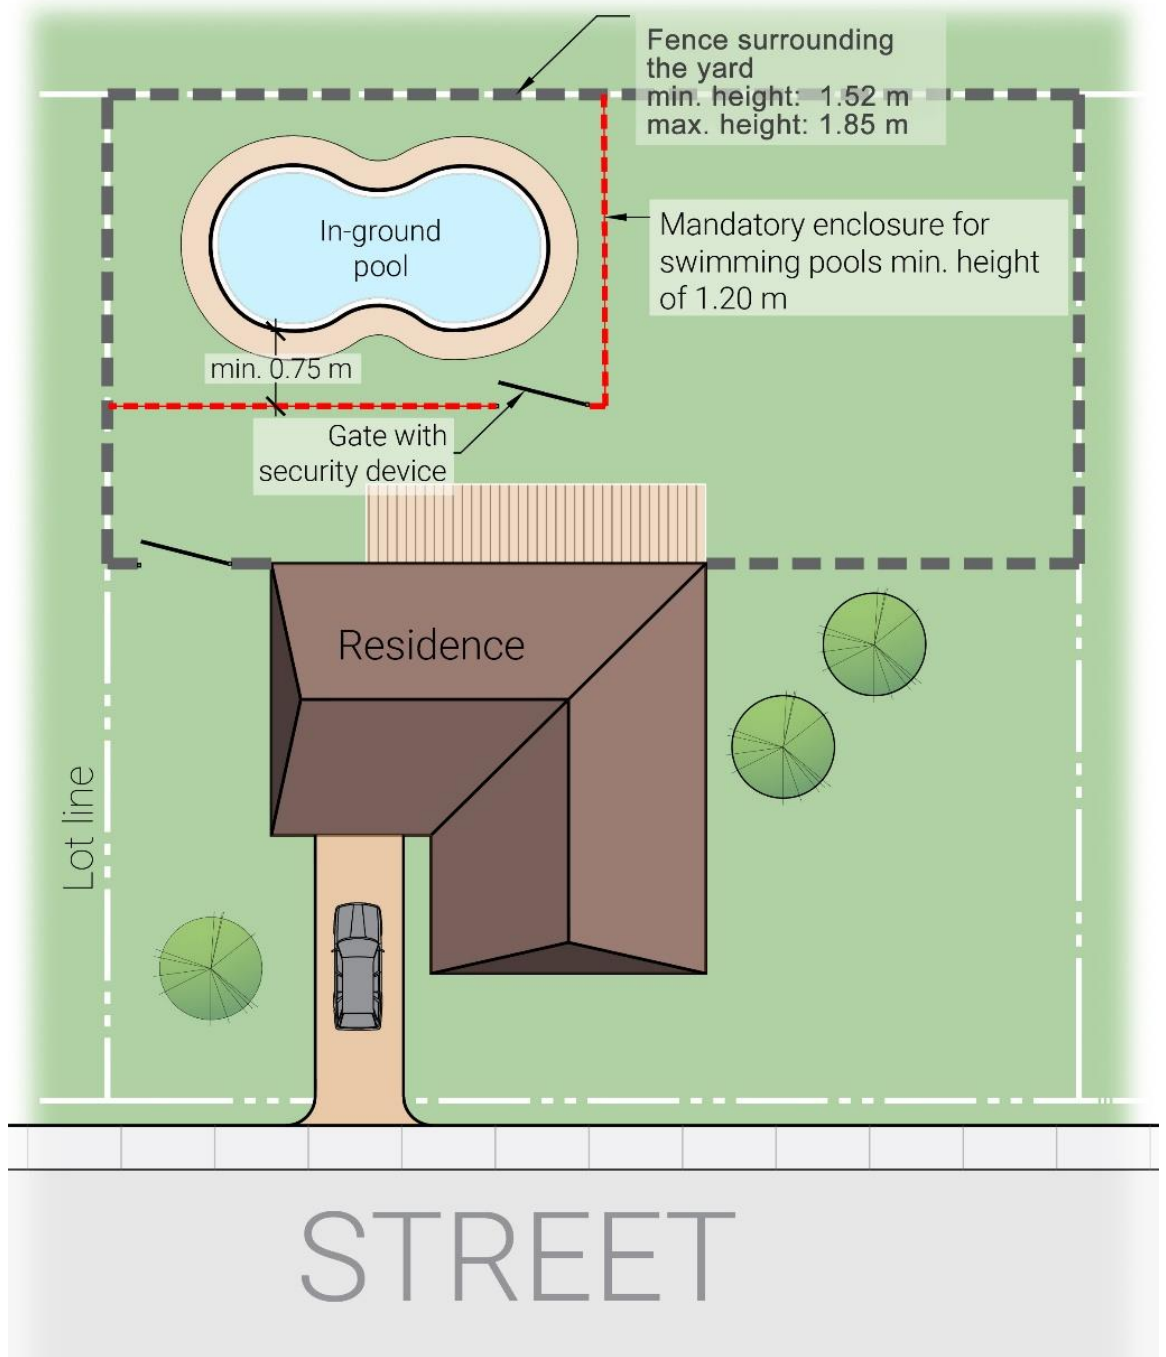 Fence surrounding
the yard
min. height: 1.52 m
max. height: 1.85 m
Mandatory enclosure for
swimming pools min. height
of 1.20 m
In-ground
pool
min. 0.75 m
Gate with
security device
Residence
Lot line
STREET